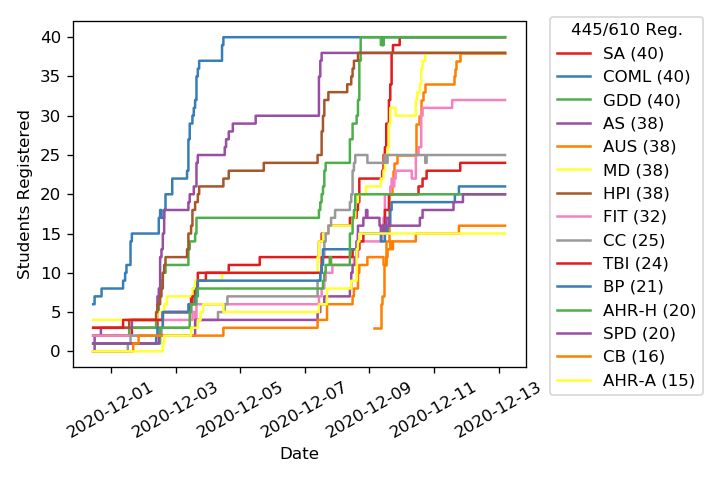 445/610 Reg.
SA (40)
COML (40)
GDD (40)
AS (38)
AUS (38)
MD (38)
HPI (38)
FIT (32)
CC (25)
TBI (24)
BP (21)
AHR-H (20)
SPD (20)
CB (16)
AHR-A (15)
Students Registered
40
35
30
25
20
15
10
5
0
2020-12-01
2020-12-03
2020-12-05
2020-12-07
2020-12-09
2020-12-11
2020-12-13
Date